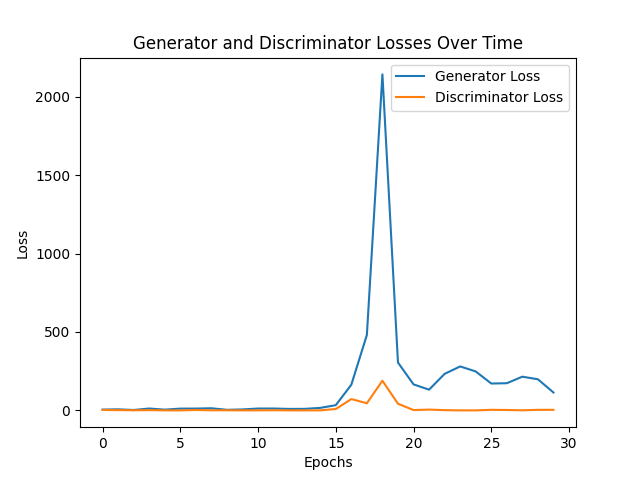 Generator and Discriminator Losses Over Time
Generator Loss
Discriminator Loss
2000
1500
1000
500
0
Loss
0 5 10 15 20 25 30
Epochs